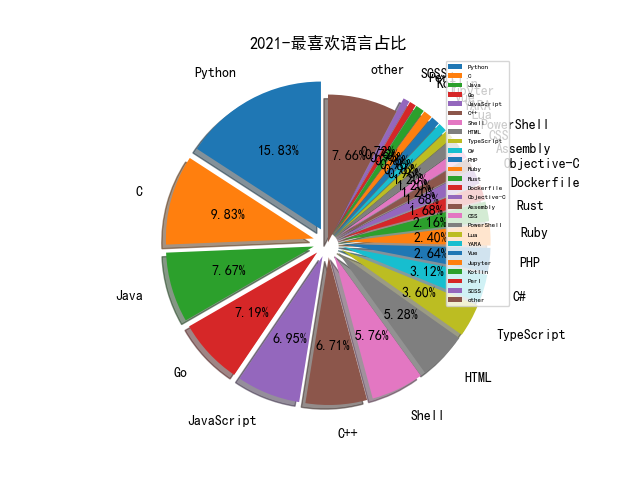 2021-最喜欢语言占比
Python
C
Java
Go
JavaScript
C++
Shell
HTML
TypeScript
C#
PHP
Ruby
Rust
Dockerfile
Objective-C
Assembly
PowerShell
other
15.83%
9.83%
7.67%
7.19%
6.95%
6.71%
5.76%
5.28%
3.60%
3.12%
2.64%
2.40%
2.16%
1.68%
7.66%
Python
C
Java
Go
JavaScript
C++
Shell
HTML
TypeScript
C#
PHP
Ruby
Rust
Dockerfile
Objective-C
Assembly
CSS
PowerShell
Lua
YARA
Vue
Jupyter
Kotlin
Perl
SCSS
other